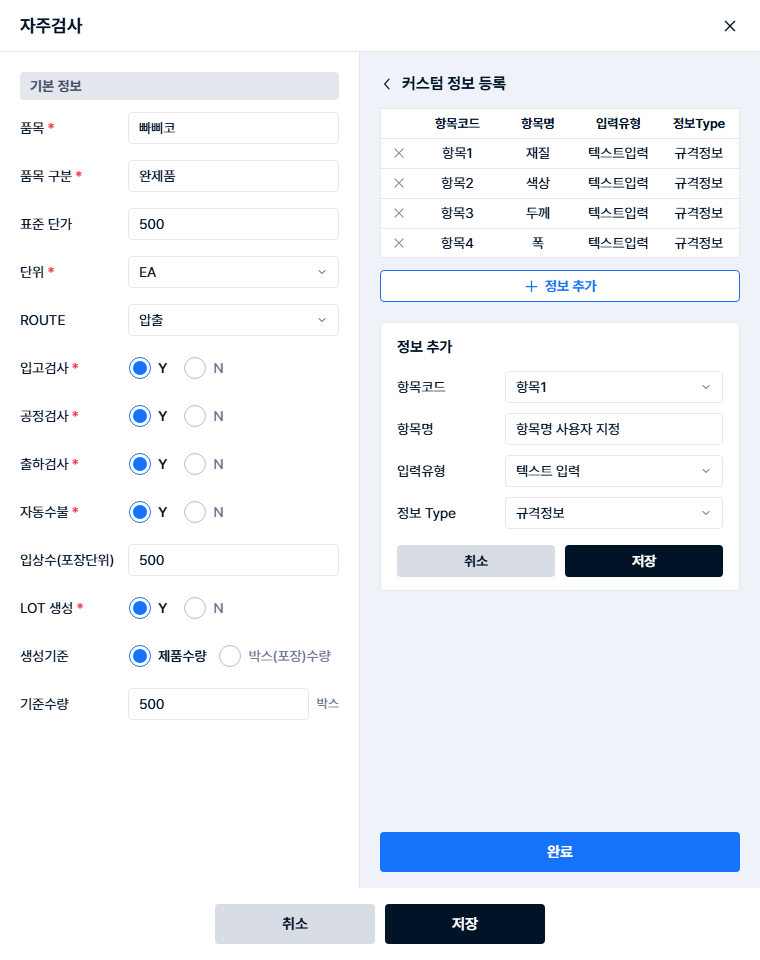 자주검사
기본 정보
품목 *
빠삐코
품목 구분 *
완제품
표준 단가
500
단위 *
EA
ROUTE
압출
입고검사 *
Y N
공정검사 *
Y N
출하검사 *
Y N
자동수불 *
Y N
입상수(포장단위)
500
LOT 생성 *
Y N
생성기준
제품수량 박스(포장)수량
기준수량
500 박스
커스텀 정보 등록
항목코드 항목명 입력유형 정보Type
항목1 재질 텍스트입력 규격정보
항목2 색상 텍스트입력 규격정보
항목3 두께 텍스트입력 규격정보
항목4 폭 텍스트입력 규격정보
정보 추가
정보 추가
항목코드
항목1
항목명
항목명 사용자 지정
입력유형
텍스트 입력
정보 Type
규격정보
취소 저장
완료
취소 저장